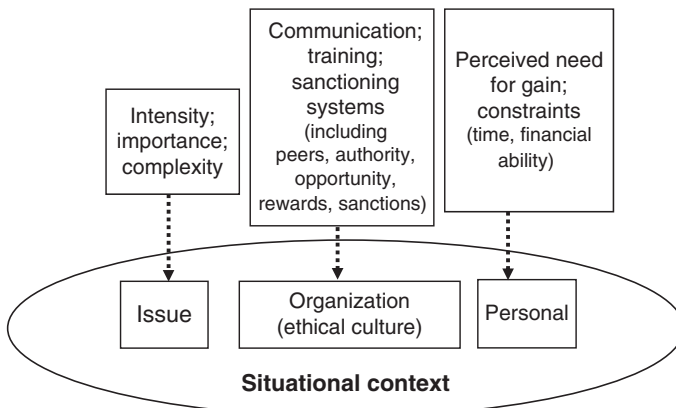 Intensity;
importance;
complexity
Communication;
training;
sanctioning
systems
(including
peers, authority,
opportunity,
rewards, sanctions)
Perceived need
for gain;
constraints
(time, financial
ability)
Issue
Organization
(ethical culture)
Personal
Situational context